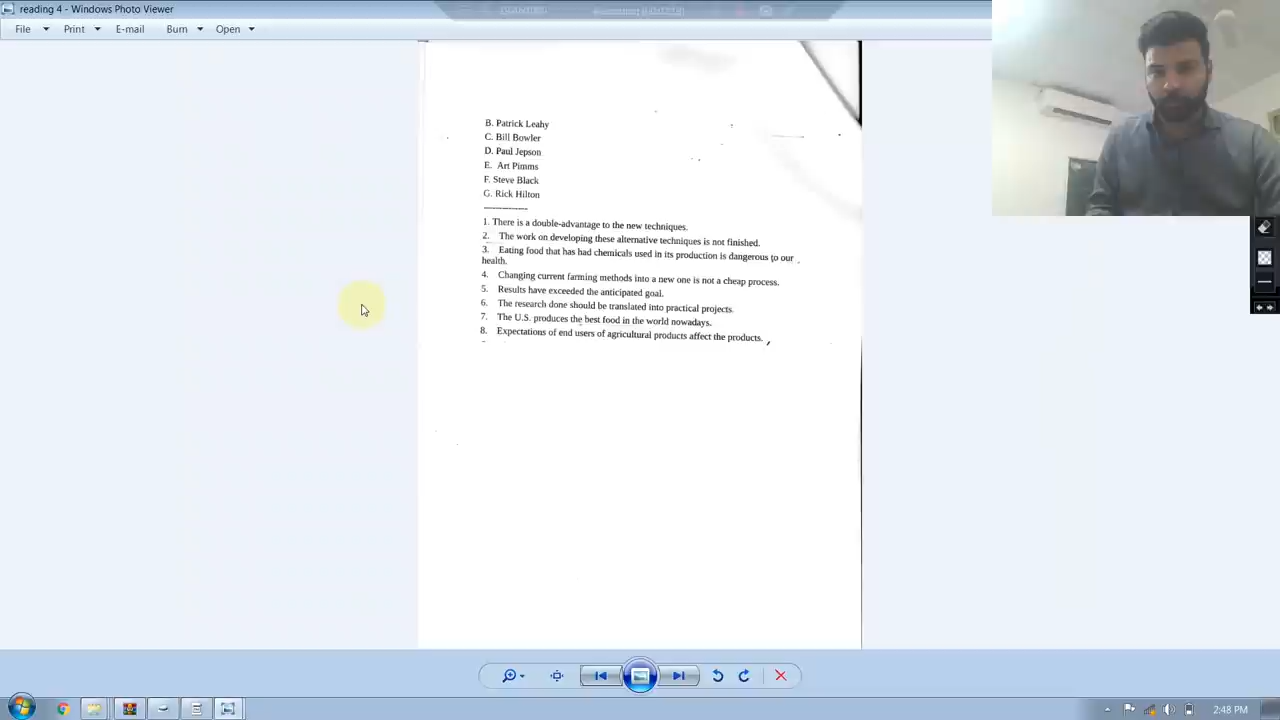 reading 4 - Windows Photo Viewer
File Print E-mail Burn Open
B. Patrick Leahy
C. Bill Bowler
D. Paul Jepson
E. Art Pimms
F. Steve Black
G. Rick Hilton
-------------
1. There is a double-advantage to the new techniques.
2. The work on developing these alternative techniques is not finished.
3. Eating food that has had chemicals used in its production is dangerous to our
health.
4. Changing current farming methods into a new one is not a cheap process.
5. Results have exceeded the anticipated goal.
6. The research done should be translated into practical projects.
7. The U.S. produces the best food in the world nowadays.
8. Expectations of end users of agricultural products affect the products.
2:48 PM